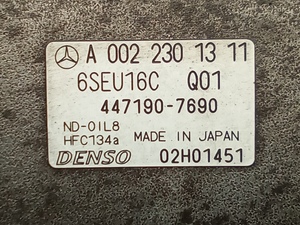 A 002 230 13 11
6SEU16C Q01
447190-7690
ND-OIL8
HFC134a MADE IN JAPAN
DENSO 02H01451